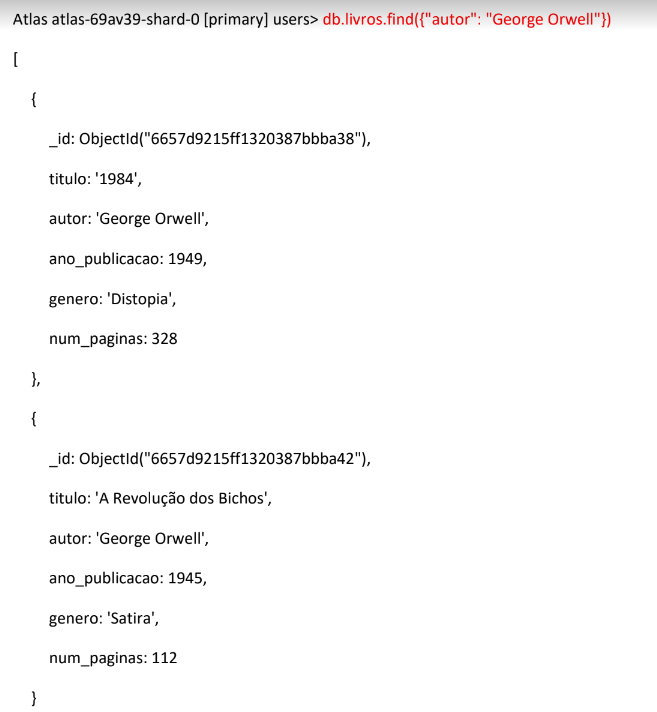 Atlas atlas-69av39-shard-0 [primary] users> db.livros.find({"autor": "George Orwell"})
[
{
_id: ObjectId("6657d9215ff1320387bbba38"),
titulo: '1984',
autor: 'George Orwell',
ano_publicacao: 1949,
genero: 'Distopia',
num_paginas: 328
},
{
_id: ObjectId("6657d9215ff1320387bbba42"),
titulo: 'A Revolução dos Bichos',
autor: 'George Orwell',
ano_publicacao: 1945,
genero: 'Satira',
num_paginas: 112
}